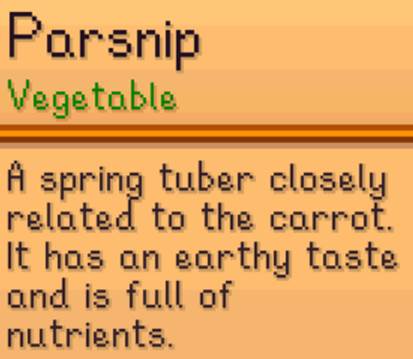 Parsnip
Vegetable
A spring tuber closely
related to the carrot.
It has an earthy taste
and is full of
nutrients.